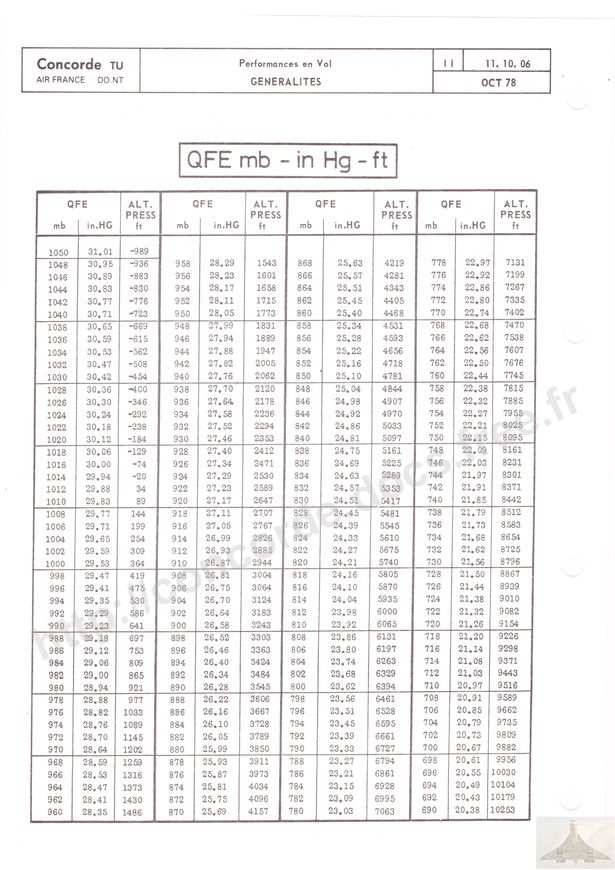 Concorde TU
AIR FRANCE DO.NT
Performances en Vol
GENERALITES
11
11. 10. 06
OCT 78
QFE mb - in Hg - ft
QFE ALT. PRESS QFE ALT. PRESS QFE ALT. PRESS QFE ALT. PRESS
mb in.HG ft mb in.HG ft mb in.HG ft mb in.HG ft
1050 31.01 -989
1048 30.95 -936 958 28.29 1543 868 25.63 4219 778 22.97 7131
1046 30.89 -883 956 28.23 1601 866 25.57 4281 776 22.92 7199
1044 30.83 -830 954 28.17 1658 864 25.51 4343 774 22.86 7267
1042 30.77 -776 952 28.11 1715 862 25.45 4405 772 22.80 7335
1040 30.71 -723 950 28.05 1773 860 25.40 4468 770 22.74 7402
1038 30.65 -669 948 27.99 1831 858 25.34 4531 768 22.68 7470
1036 30.59 -615 946 27.94 1889 856 25.28 4593 766 22.62 7538
1034 30.53 -562 944 27.88 1947 854 25.22 4656 764 22.56 7607
1032 30.47 -508 942 27.82 2005 852 25.16 4718 762 22.50 7676
1030 30.42 -454 940 27.76 2062 850 25.10 4781 760 22.44 7745
1028 30.36 -400 938 27.70 2120 848 25.04 4844 758 22.38 7815
1026 30.30 -346 936 27.64 2178 846 24.98 4907 756 22.32 7885
1024 30.24 -292 934 27.58 2236 844 24.92 4970 754 22.27 7955
1022 30.18 -238 932 27.52 2294 842 24.86 5033 752 22.21 8025
1020 30.12 -184 930 27.46 2353 840 24.81 5097 750 22.15 8095
1018 30.06 -129 928 27.40 2412 838 24.75 5161 748 22.09 8161
1016 30.00 -74 926 27.34 2471 836 24.69 5225 746 22.03 8231
1014 29.94 -20 924 27.29 2530 834 24.63 5289 744 21.97 8301
1012 29.88 34 922 27.23 2589 832 24.57 5353 742 21.91 8371
1010 29.83 89 920 27.17 2647 830 24.51 5417 740 21.85 8442
1008 29.77 144 918 27.11 2707 828 24.45 5481 738 21.79 8512
1006 29.71 199 916 27.05 2767 826 24.39 5545 736 21.73 8583
1004 29.65 254 914 26.99 2826 824 24.33 5610 734 21.68 8654
1002 29.59 309 912 26.93 2885 822 24.27 5675 732 21.62 8725
1000 29.53 364 910 26.87 2944 820 24.21 5740 730 21.56 8796
998 29.47 419 908 26.81 3004 818 24.16 5805 728 21.50 8867
996 29.41 475 906 26.75 3064 816 24.10 5870 726 21.44 8939
994 29.35 530 904 26.70 3124 814 24.04 5935 724 21.38 9010
992 29.29 586 902 26.64 3183 812 23.98 6000 722 21.32 9082
990 29.23 641 900 26.58 3243 810 23.92 6065 720 21.26 9154
988 29.18 697 898 26.52 3303 808 23.86 6131 718 21.20 9226
986 29.12 753 896 26.46 3363 806 23.80 6197 716 21.14 9298
984 29.06 809 894 26.40 3424 804 23.74 6263 714 21.08 9371
982 29.00 865 892 26.34 3484 802 23.68 6329 712 21.03 9443
980 28.94 921 890 26.28 3545 800 23.62 6394 710 20.97 9516
978 28.88 977 888 26.22 3606 798 23.56 6461 708 20.91 9589
976 28.82 1033 886 26.16 3667 796 23.51 6528 706 20.85 9662
974 28.76 1089 884 26.10 3728 794 23.45 6595 704 20.79 9735
972 28.70 1145 882 26.05 3789 792 23.39 6661 702 20.73 9809
970 28.64 1202 880 25.99 3850 790 23.33 6727 700 20.67 9882
968 28.59 1259 878 25.93 3911 788 23.27 6794 698 20.61 9956
966 28.53 1316 876 25.87 3973 786 23.21 6861 696 20.55 10030
964 28.47 1373 874 25.81 4034 784 23.15 6928 694 20.49 10104
962 28.41 1430 872 25.75 4096 782 23.09 6995 692 20.43 10179
960 28.35 1486 870 25.69 4157 780 23.03 7063 690 20.38 10253